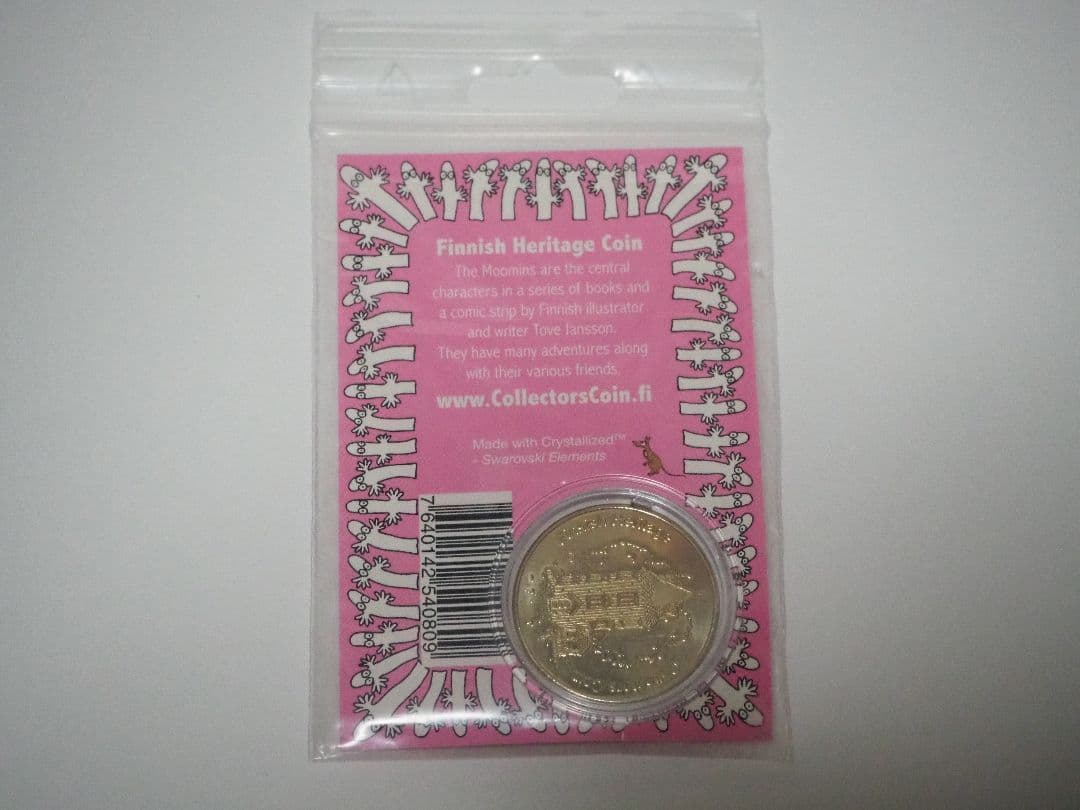 Finnish Heritage Coin
The Moomins are the central
characters in a series of books and
a comic strip by Finnish illustrator
and writer Tove Jansson.
They have many adventures along
with their various friends.
www.CollectorsCoin.fi
Made with Crystallized™
- Swarovski Elements
7640142540809